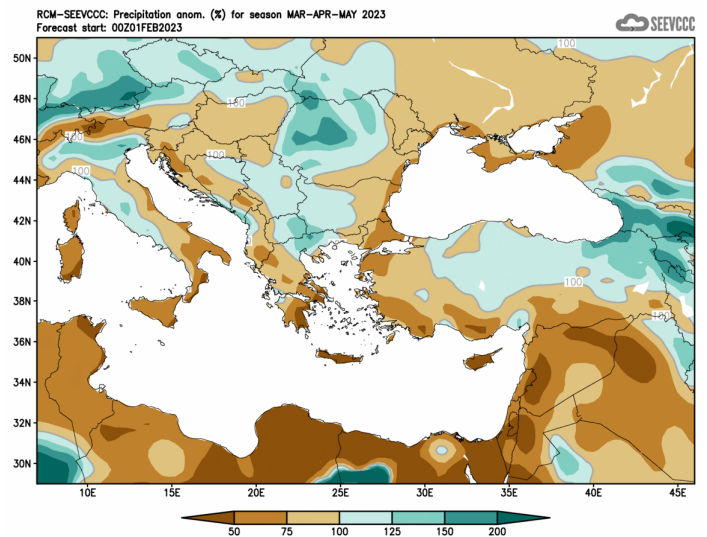 RCM-SEEVCCC: Precipitation anom. (%) for season MAR-APR-MAY 2023
Forecast start: 00Z01FEB2023
SEEVCCC
50N
48N
46N
44N
42N
40N
38N
36N
34N
32N
30N
100
100
100
100
100
100
100
10E
15E
20E
25E
30E
35E
40E
45E
50
75
100
125
150
200